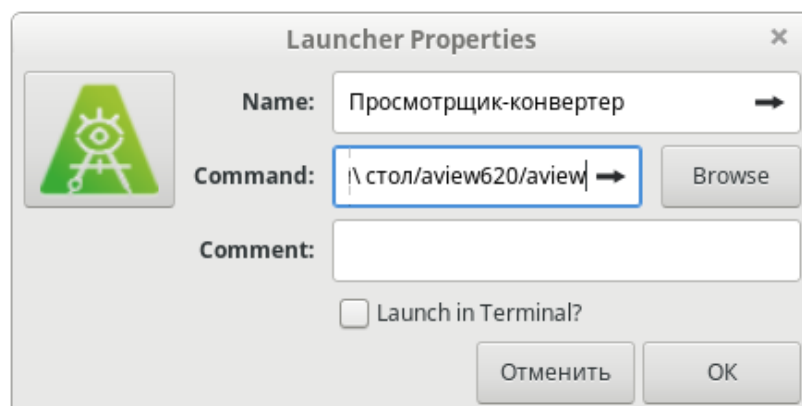 Launcher Properties
Name: Просмотрщик-конвертер
Command: \ стол/aview620/aview Browse
Comment:
Launch in Terminal?
Отменить OK